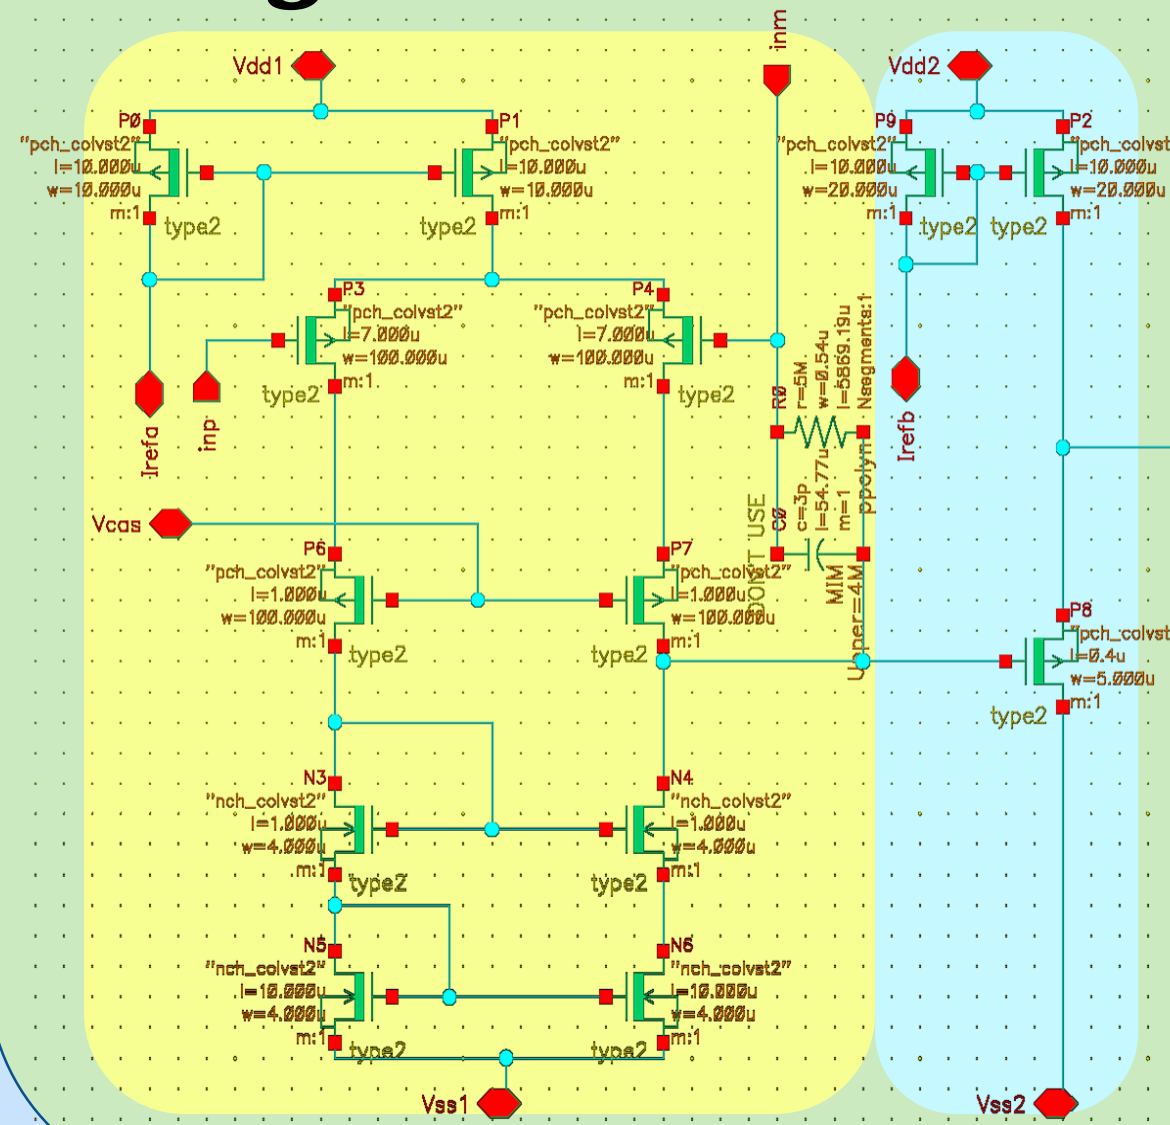 inm
Vdd1
Vdd2
P0
"pch_colvst2"
l=10.000u
w=10.000u
m:1
type2
P1
"pch_colvst2"
l=10.000u
w=10.000u
m:1
type2
P9
"pch_colvst2"
l=10.000u
w=20.000u
m:1
type2
P2
"pch_colvst
l=10.000u
w=20.000u
m:1
type2
P3
"pch_colvst2"
l=7.000u
w=100.000u
m:1
type2
P4
"pch_colvst2"
l=7.000u
w=100.000u
m:1
type2
Irefa
inp
R0
r=5M
w=0.54u
l=5869.19u
Nsegments:1
ppolyn
Irefb
Vcas
DON'T USE
C0
c=3p
l=54.77u
m=1
MIM
Upper=4M
P6
"pch_colvst2"
l=1.000u
w=100.000u
m:1
type2
P7
"pch_colvst2"
l=1.000u
w=100.000u
m:1
type2
P8
"pch_colvst
l=0.4u
w=5.000u
m:1
type2
N3
"nch_colvst2"
l=1.000u
w=4.000u
m:1
type2
N4
"nch_colvst2"
l=1.000u
w=4.000u
m:1
type2
N5
"nch_colvst2"
l=10.000u
w=4.000u
m:1
type2
N6
"nch_colvst2"
l=10.000u
w=4.000u
m:1
type2
Vss1
Vss2